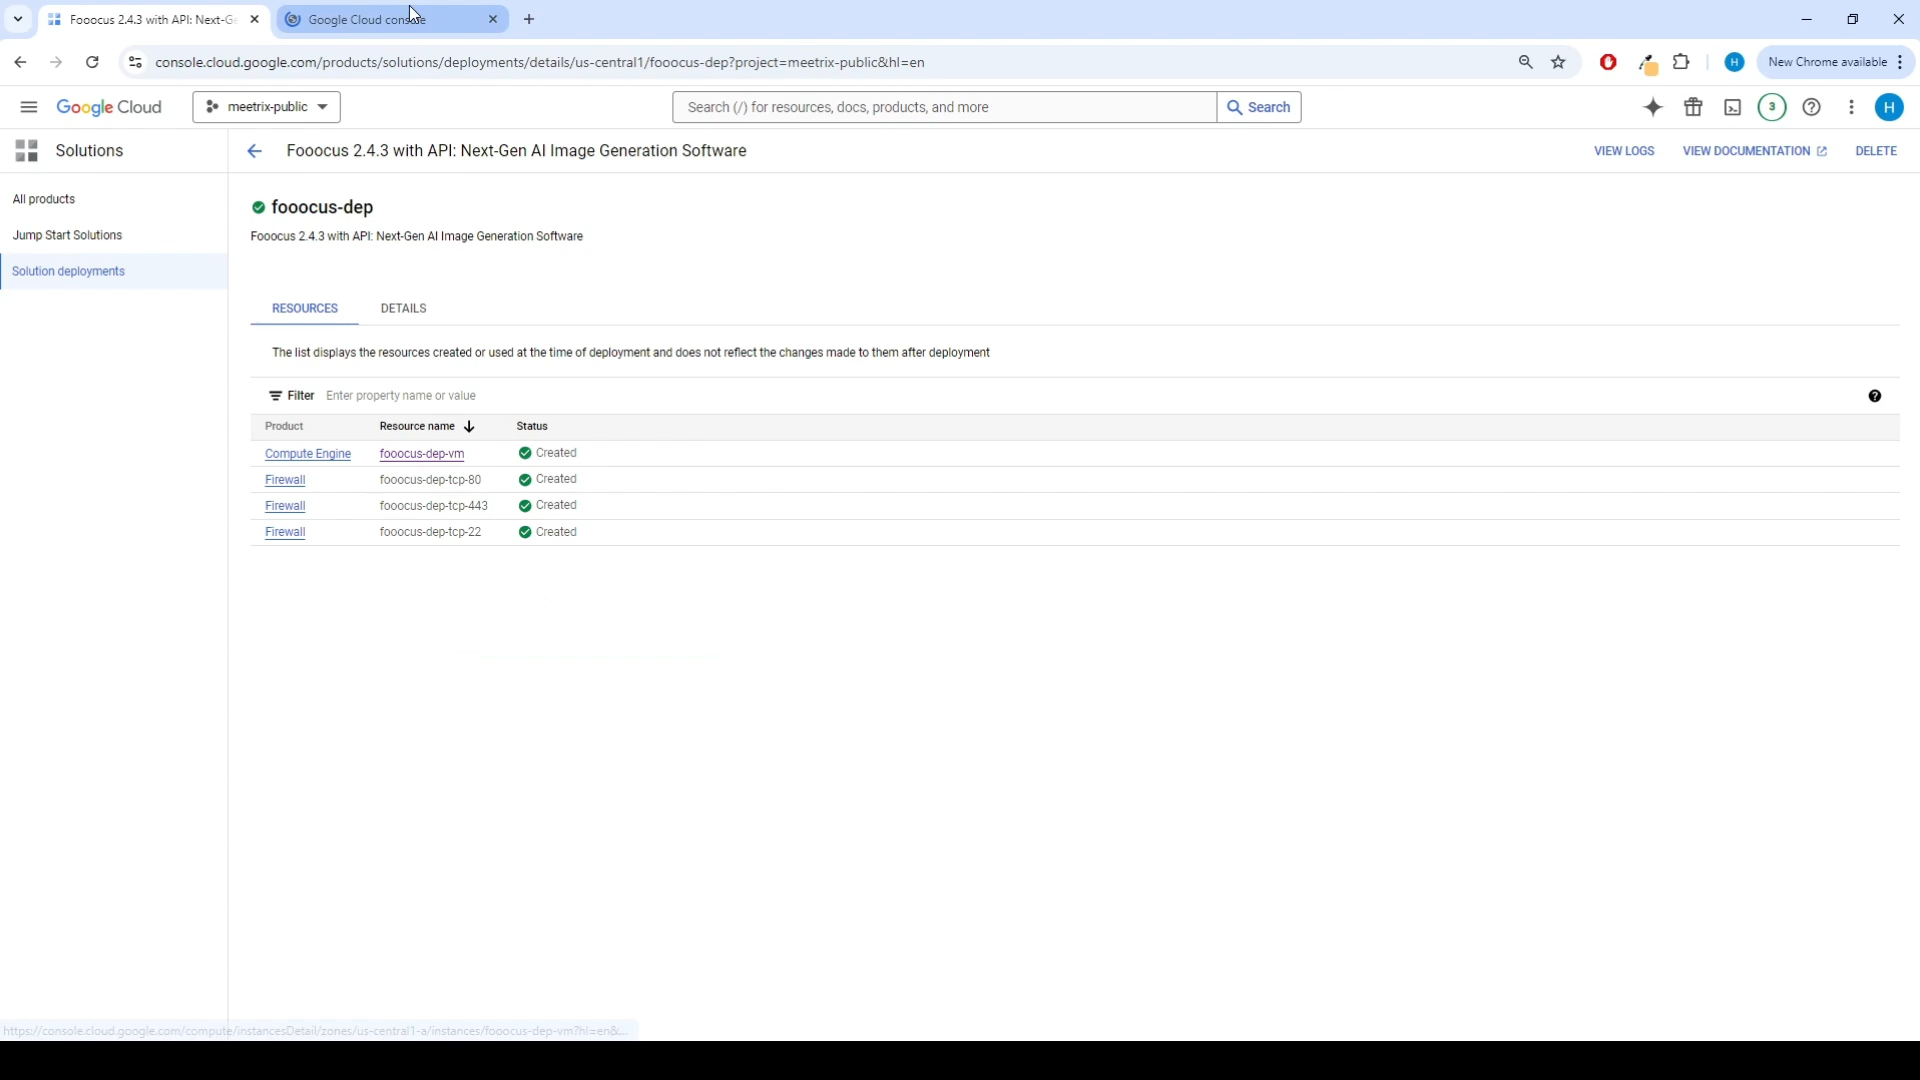 Fooocus 2.4.3 with API: Next-Ge
Google Cloud console
console.cloud.google.com/products/solutions/deployments/details/us-central1/fooocus-dep?project=meetrix-public&hl=en
H
New Chrome available
Google Cloud
meetrix-public
Search (/) for resources, docs, products, and more
Search
3
H
Solutions
Fooocus 2.4.3 with API: Next-Gen AI Image Generation Software
VIEW LOGS
VIEW DOCUMENTATION
DELETE
All products
Jump Start Solutions
Solution deployments
fooocus-dep
Fooocus 2.4.3 with API: Next-Gen AI Image Generation Software
RESOURCES
DETAILS
The list displays the resources created or used at the time of deployment and does not reflect the changes made to them after deployment
Filter Enter property name or value
Product Resource name Status
Compute Engine fooocus-dep-vm Created
Firewall fooocus-dep-tcp-80 Created
Firewall fooocus-dep-tcp-443 Created
Firewall fooocus-dep-tcp-22 Created
https://console.cloud.google.com/compute/instancesDetail/zones/us-central1-a/instances/fooocus-dep-vm?hl=en&...